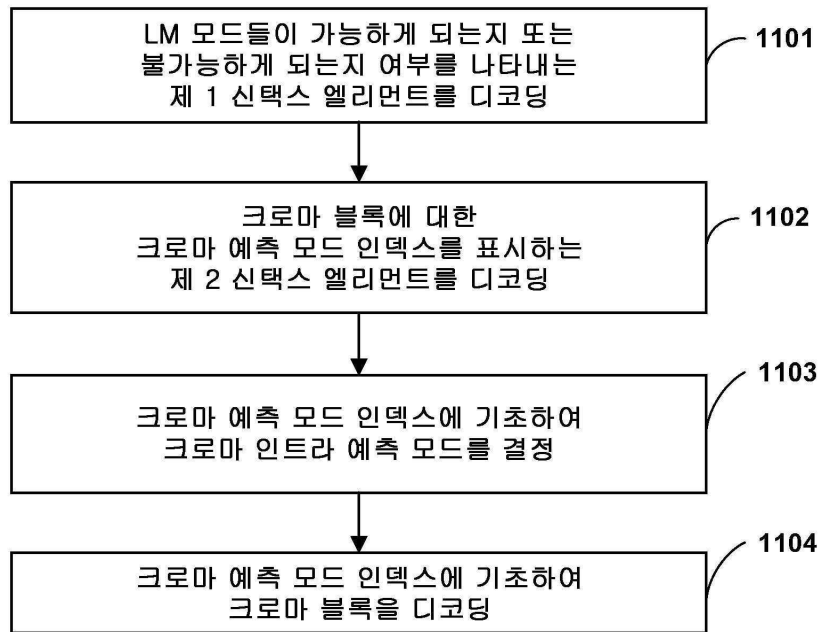 LM 모드들이 가능하게 되는지 또는
불가능하게 되는지 여부를 나타내는
제 1 신택스 엘리먼트를 디코딩
1101
크로마 블록에 대한
크로마 예측 모드 인덱스를 표시하는
제 2 신택스 엘리먼트를 디코딩
1102
크로마 예측 모드 인덱스에 기초하여
크로마 인트라 예측 모드를 결정
1103
크로마 예측 모드 인덱스에 기초하여
크로마 블록을 디코딩
1104